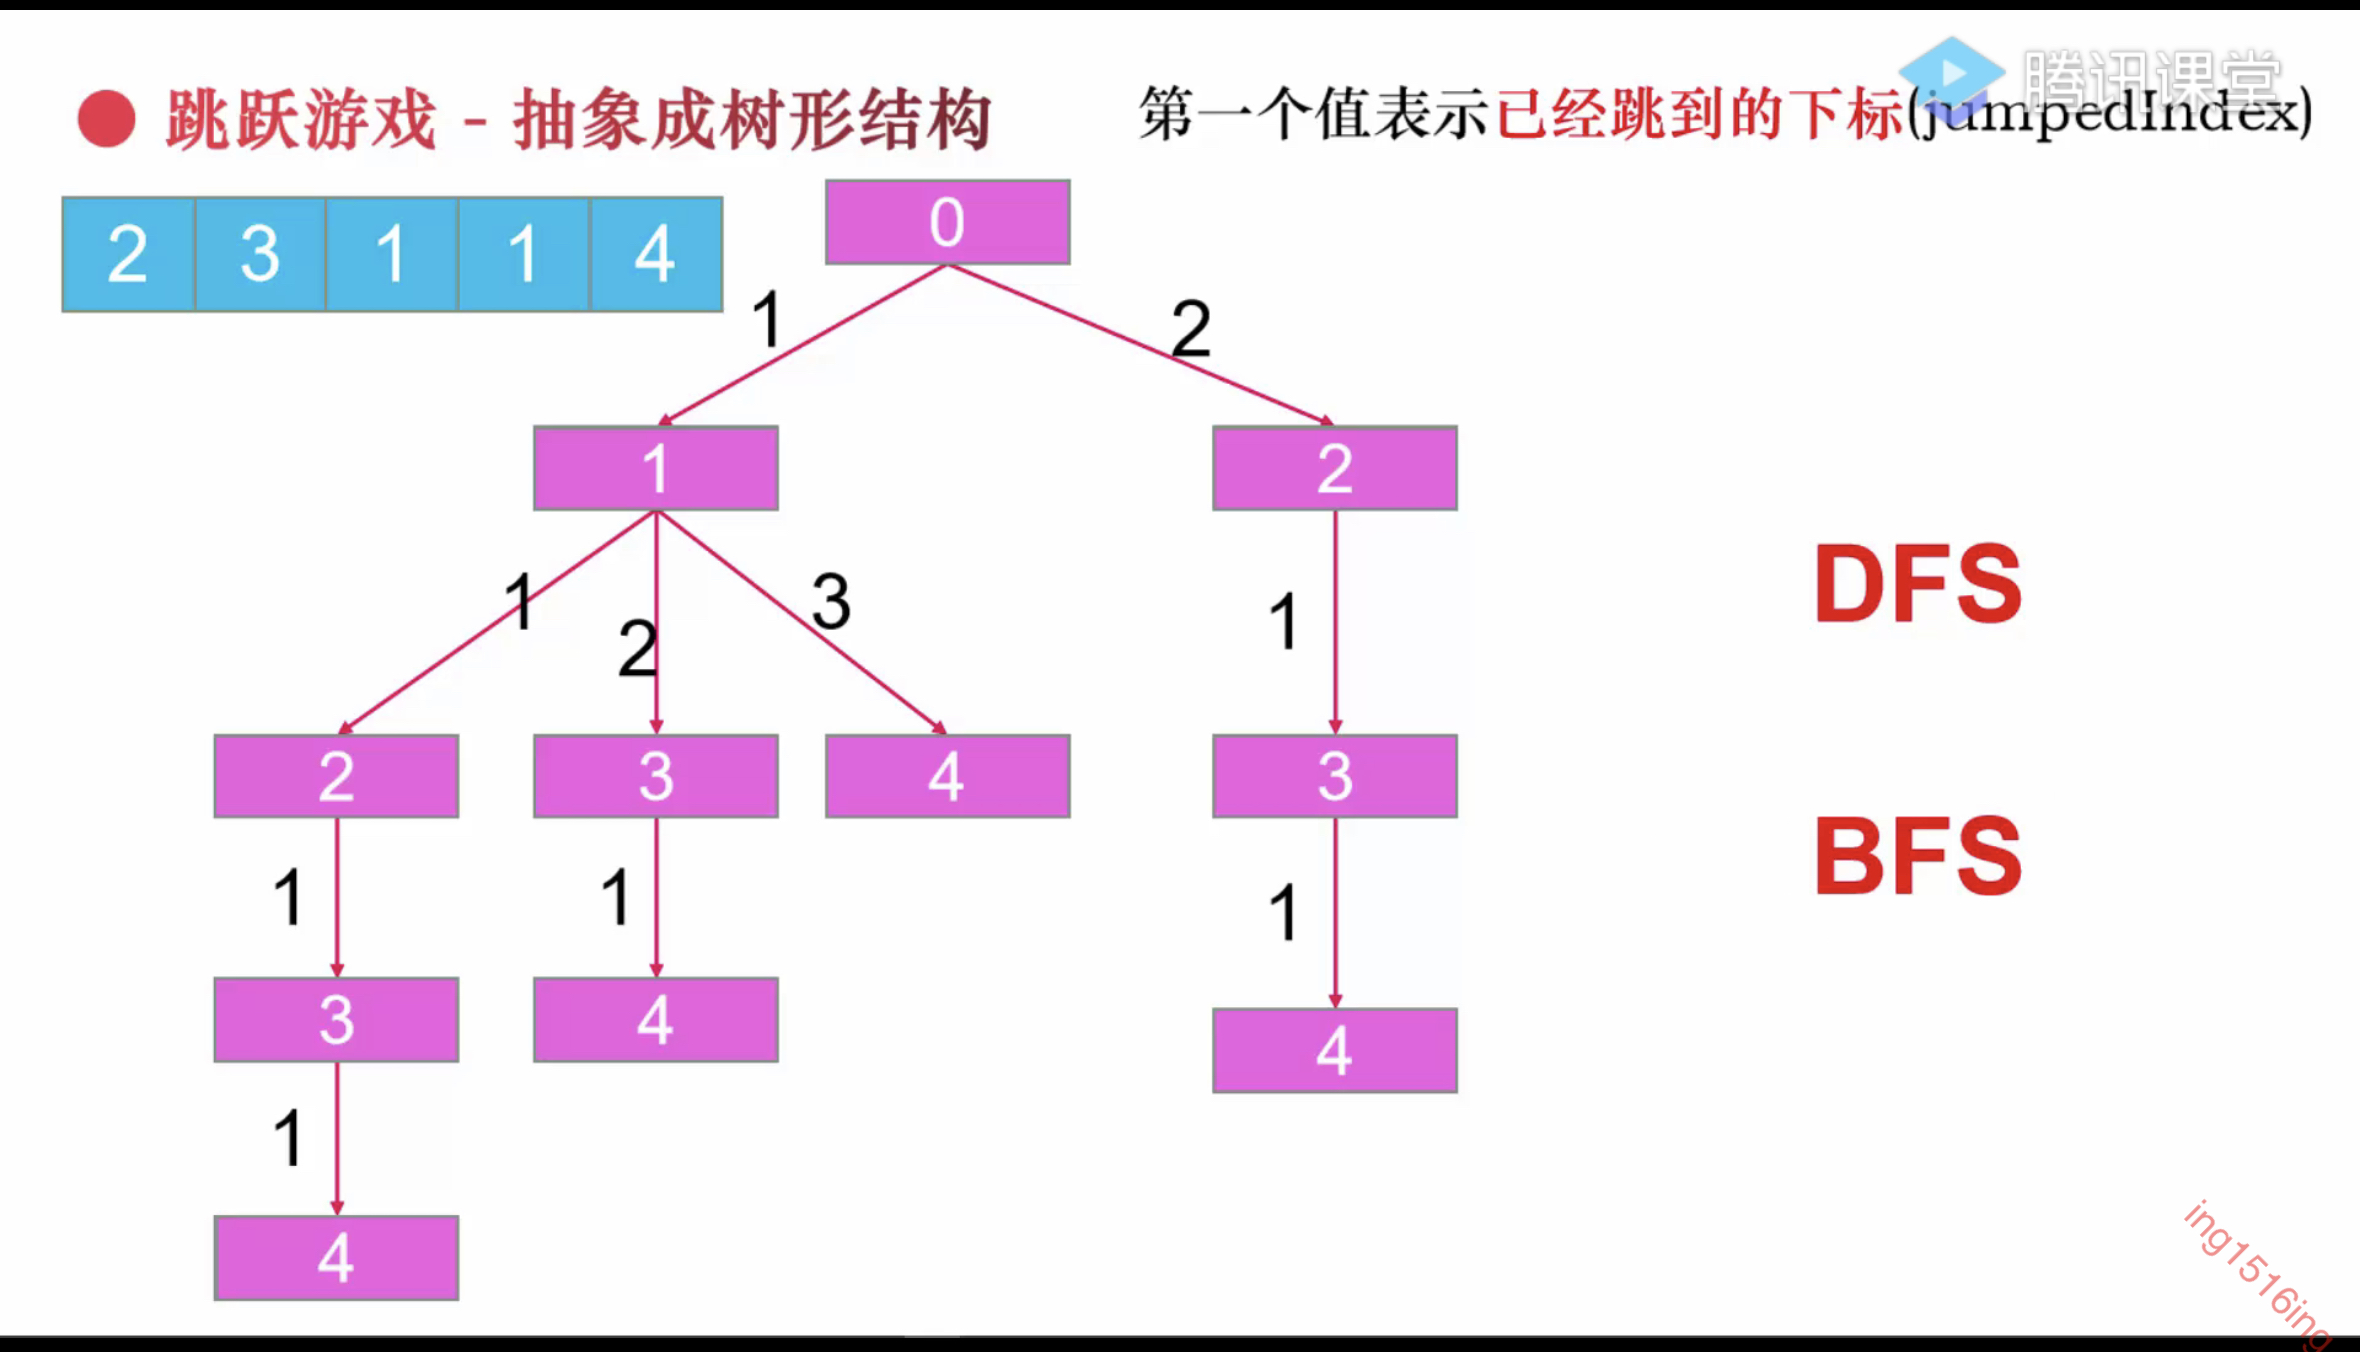 跳跃游戏 - 抽象成树形结构
第一个值表示已经跳到的下标(jumpedIndex)
腾讯课堂
2 3 1 1 4
0
1 2
1 2
1 2 3 1
DFS
2 3 4 3
BFS
1 1 1
3 4 4
1
4
ing1516ing